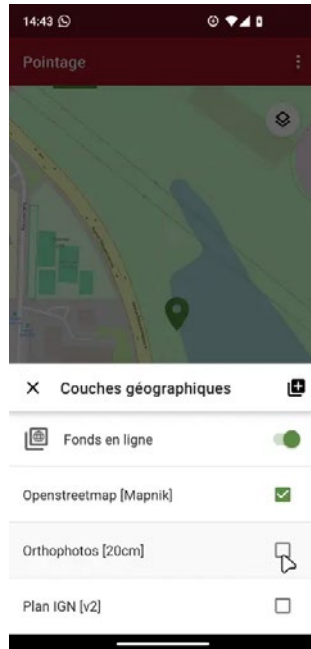 14:43
Pointage
Couches géographiques
Fonds en ligne
Openstreetmap [Mapnik]
Orthophotos [20cm]
Plan IGN [v2]